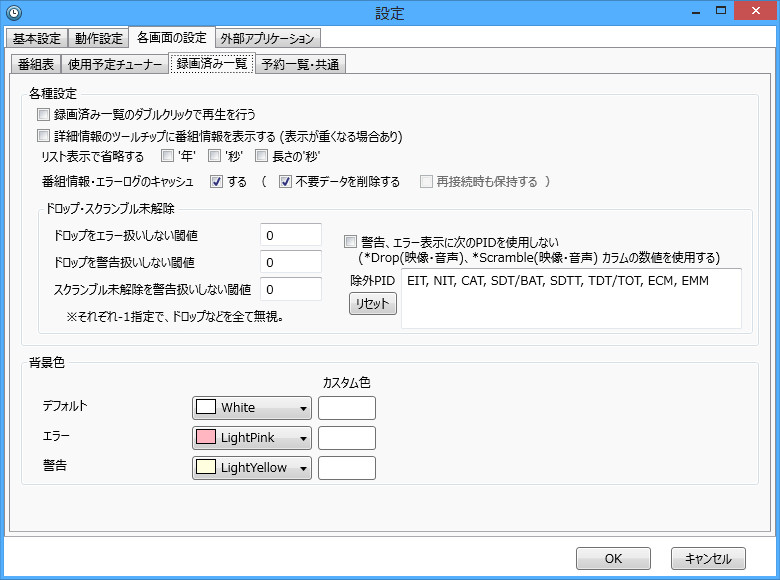 設定
基本設定 動作設定 各画面の設定 外部アプリケーション
番組表 使用予定チューナー 録画済み一覧 予約一覧・共通
各種設定
録画済み一覧のダブルクリックで再生を行う
詳細情報のツールチップに番組情報を表示する (表示が重くなる場合あり)
リスト表示で省略する '年' '秒' 長さの'秒'
番組情報・エラーログのキャッシュ する ( 不要データを削除する 再接続時も保持する )
ドロップ・スクランブル未解除
ドロップをエラー扱いしない閾値 0
ドロップを警告扱いしない閾値 0
スクランブル未解除を警告扱いしない閾値 0
※それぞれ-1指定で、ドロップなどを全て無視。
警告、エラー表示に次のPIDを使用しない
(*Drop(映像・音声)、*Scramble(映像・音声) カラムの数値を使用する)
除外PID EIT, NIT, CAT, SDT/BAT, SDTT, TDT/TOT, ECM, EMM
リセット
背景色
カスタム色
デフォルト White
エラー LightPink
警告 LightYellow
OK キャンセル